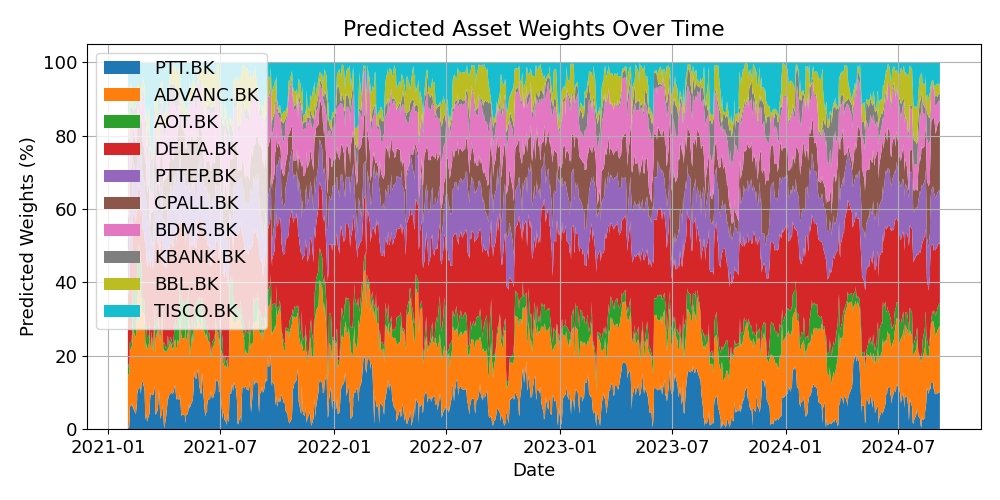 Predicted Asset Weights Over Time
Predicted Weights (%)
100
80
60
40
20
0
PTT.BK
ADVANC.BK
AOT.BK
DELTA.BK
PTTEP.BK
CPALL.BK
BDMS.BK
KBANK.BK
BBL.BK
TISCO.BK
2021-01 2021-07 2022-01 2022-07 2023-01 2023-07 2024-01 2024-07
Date